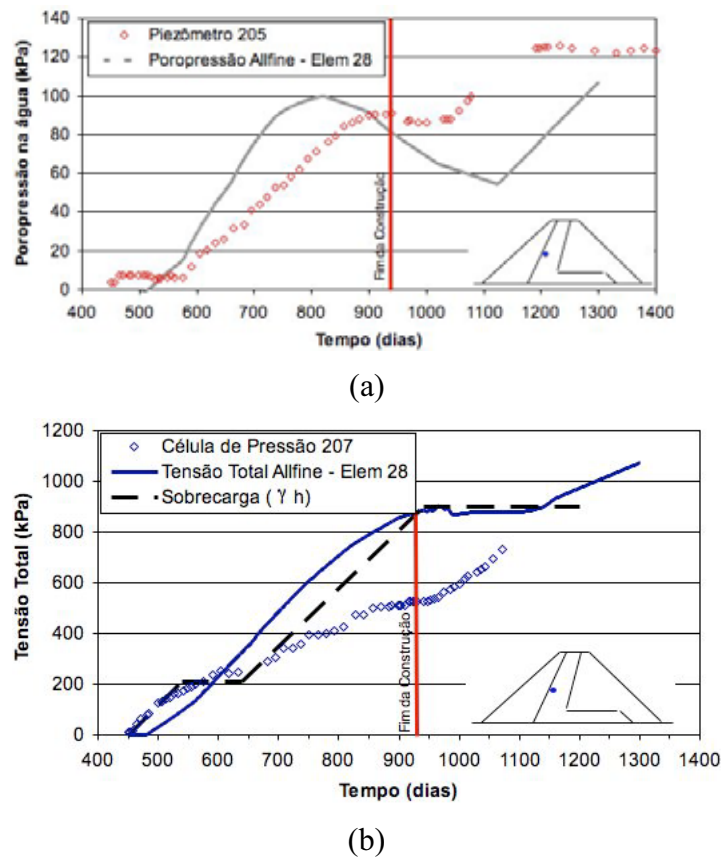 Piezômetro 205
Poropressão Allfine - Elem 28
Poropressão na água (kPa)
140
120
100
80
60
40
20
0
Fim da Construção
400 500 600 700 800 900 1000 1100 1200 1300 1400
Tempo (dias)
(a)
Célula de Pressão 207
Tensão Total Allfine - Elem 28
Sobrecarga ( γ h)
Tensão Total (kPa)
1200
1000
800
600
400
200
0
Fim da Construção
400 500 600 700 800 900 1000 1100 1200 1300 1400
Tempo (dias)
(b)